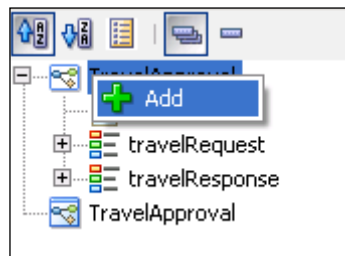 A Z
Z A
TravelApproval
Add
travelRequest
travelResponse
TravelApproval